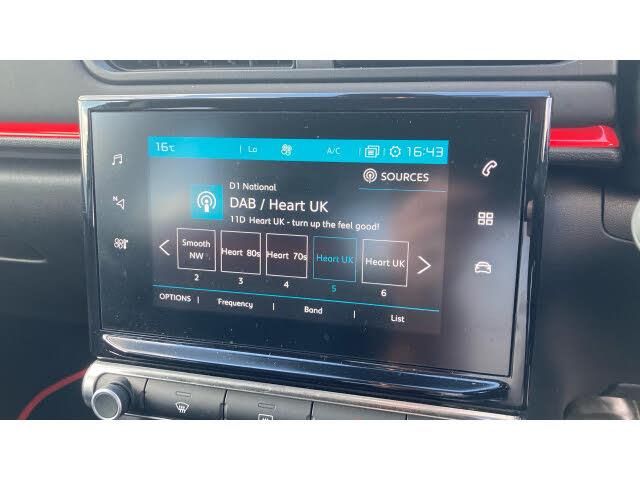 16°C Lo A/C 16:43
SOURCES
D1 National
DAB / Heart UK
11D Heart UK - turn up the feel good!
Smooth NW Heart 80s Heart 70s Heart UK Heart UK
2 3 4 5 6
OPTIONS Frequency Band List
N